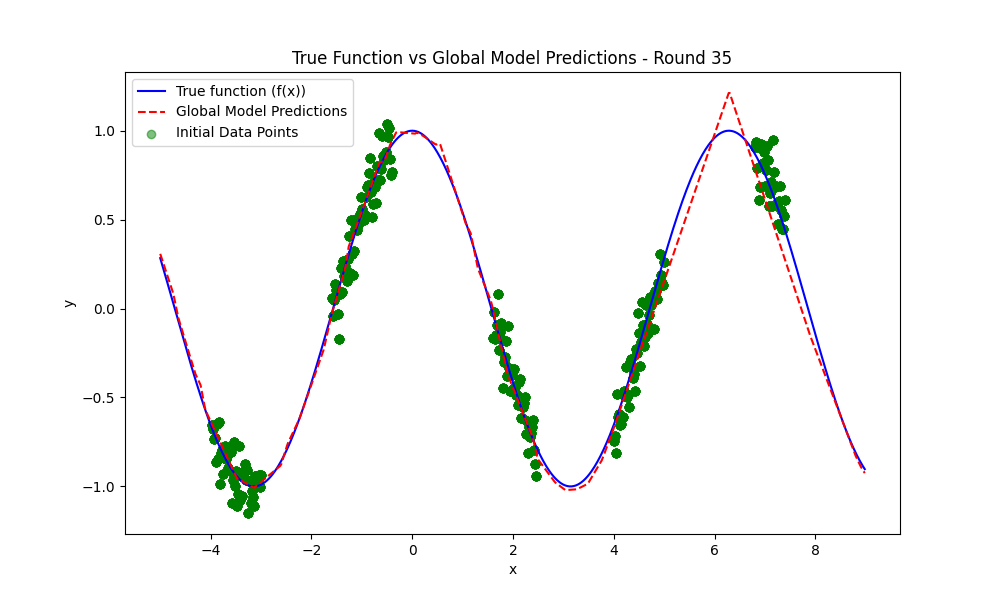 True Function vs Global Model Predictions - Round 35
True function (f(x))
Global Model Predictions
Initial Data Points
y
1.0
0.5
0.0
−0.5
−1.0
−4
−2
0
2
4
6
8
x